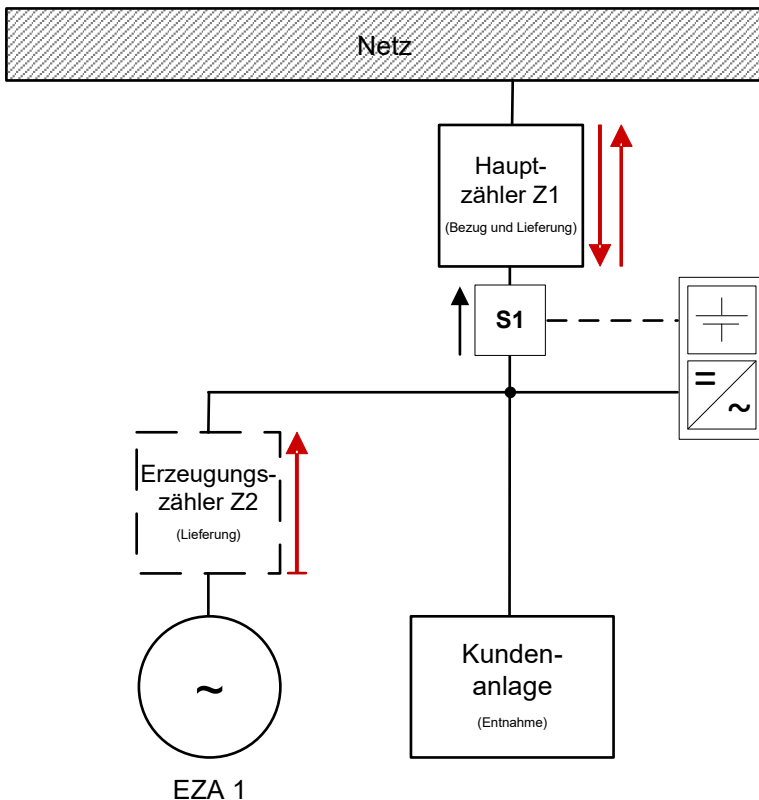 Netz
Haupt-
zähler Z1
(Bezug und Lieferung)
S1
=
~
Erzeugungs-
zähler Z2
(Lieferung)
~
EZA 1
Kunden-
anlage
(Entnahme)